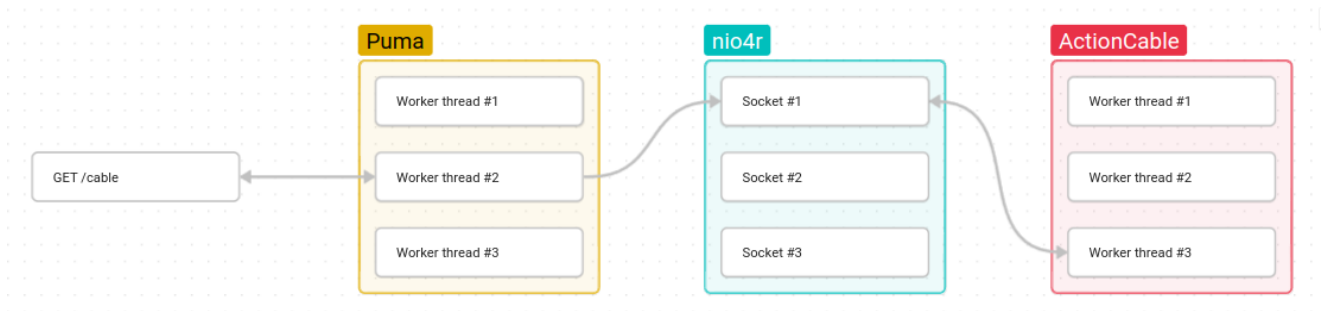 Puma
nio4r
ActionCable
Worker thread #1
Socket #1
Worker thread #1
GET /cable
Worker thread #2
Socket #2
Worker thread #2
Worker thread #3
Socket #3
Worker thread #3